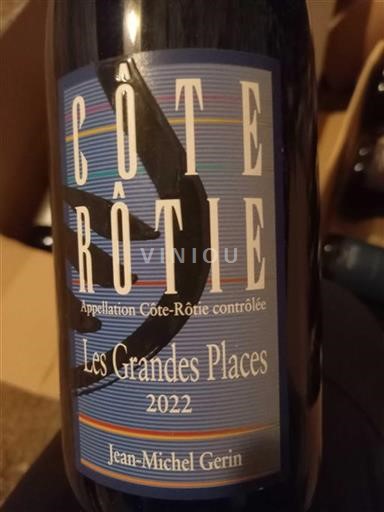 CÔTE
RÔTIE
VINIOU
Appellation Côte-Rôtie contrôlée
Les Grandes Places
2022
Jean-Michel Gerin